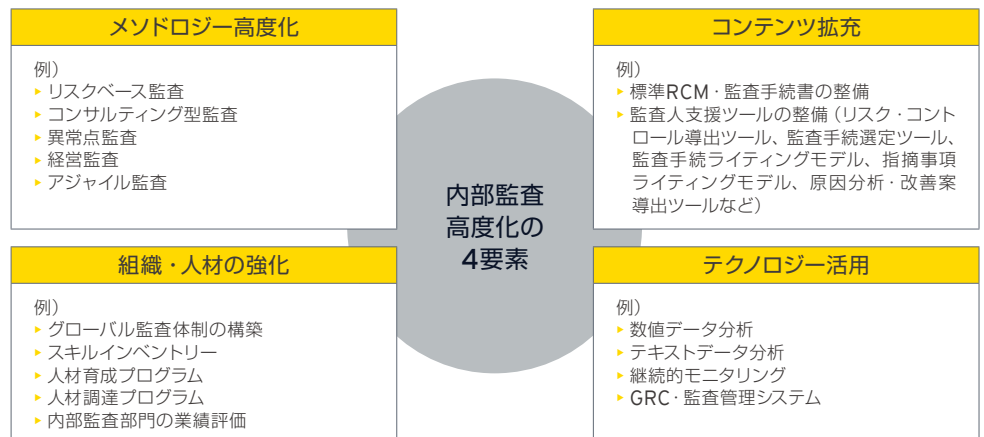 メソドロジー高度化
例）
▸ リスクベース監査
▸ コンサルティング型監査
▸ 異常点監査
▸ 経営監査
▸ アジャイル監査
コンテンツ拡充
例）
▸ 標準RCM・監査手続書の整備
▸ 監査人支援ツールの整備（リスク・コント
ロール導出ツール、監査手続選定ツール、
監査手続ライティングモデル、指摘事項
ライティングモデル、原因分析・改善案
導出ツールなど）
内部監査
高度化の
4要素
組織・人材の強化
例）
▸ グローバル監査体制の構築
▸ スキルインベントリー
▸ 人材育成プログラム
▸ 人材調達プログラム
▸ 内部監査部門の業績評価
テクノロジー活用
例）
▸ 数値データ分析
▸ テキストデータ分析
▸ 継続的モニタリング
▸ GRC・監査管理システム